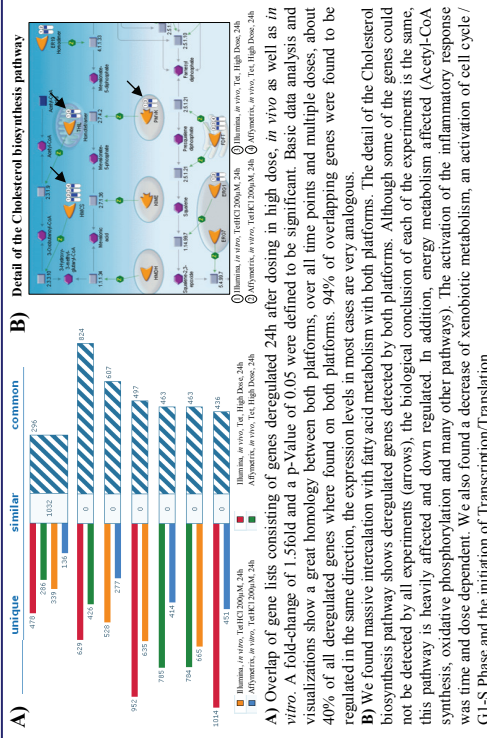 A)
unique
similar
common
478
286
339
136
1032
296
629
426
0
824
528
277
0
607
952
635
0
497
785
414
0
463
784
665
0
463
1014
451
0
436
Illumina, in vitro, TetHCl 200µM, 24h
Illumina, in vivo, Tet, High Dose, 24h
Affymetrix, in vitro, TetHCl 200µM, 24h
Affymetrix, in vivo, Tet, High Dose, 24h
B)
Detail of the Cholesterol biosynthesis pathway
① Illumina, in vitro, TetHCl 200µM, 24h
③ Illumina, in vivo, Tet, High Dose, 24h
② Affymetrix, in vitro, TetHCl 200µM, 24h
④ Affymetrix, in vivo, Tet, High Dose, 24h
A) Overlap of gene lists consisting of genes deregulated 24h after dosing in high dose, in vivo as well as in
vitro. A fold-change of 1.5fold and a p-Value of 0.05 were defined to be significant. Basic data analysis and
visualizations show a great homology between both platforms, over all time points and multiple doses, about
40% of all deregulated genes where found on both platforms. 94% of overlapping genes were found to be
regulated in the same direction, the expression levels in most cases are very analogous.
B) We found massive intercalation with fatty acid metabolism with both platforms. The detail of the Cholesterol
biosynthesis pathway shows deregulated genes detected by both platforms. Although some of the genes could
not be detected by all experiments (arrows), the biological conclusion of each of the experiments is the same,
this pathway is heavily affected and down regulated. In addition, energy metabolism affected (Acetyl-CoA
synthesis, oxidative phosphorylation and many other pathways). The activation of the inflammatory response
was time and dose dependent. We also found a decrease of xenobiotic metabolism, an activation of cell cycle /
G1-S Phase and the initiation of Transcription/Translation